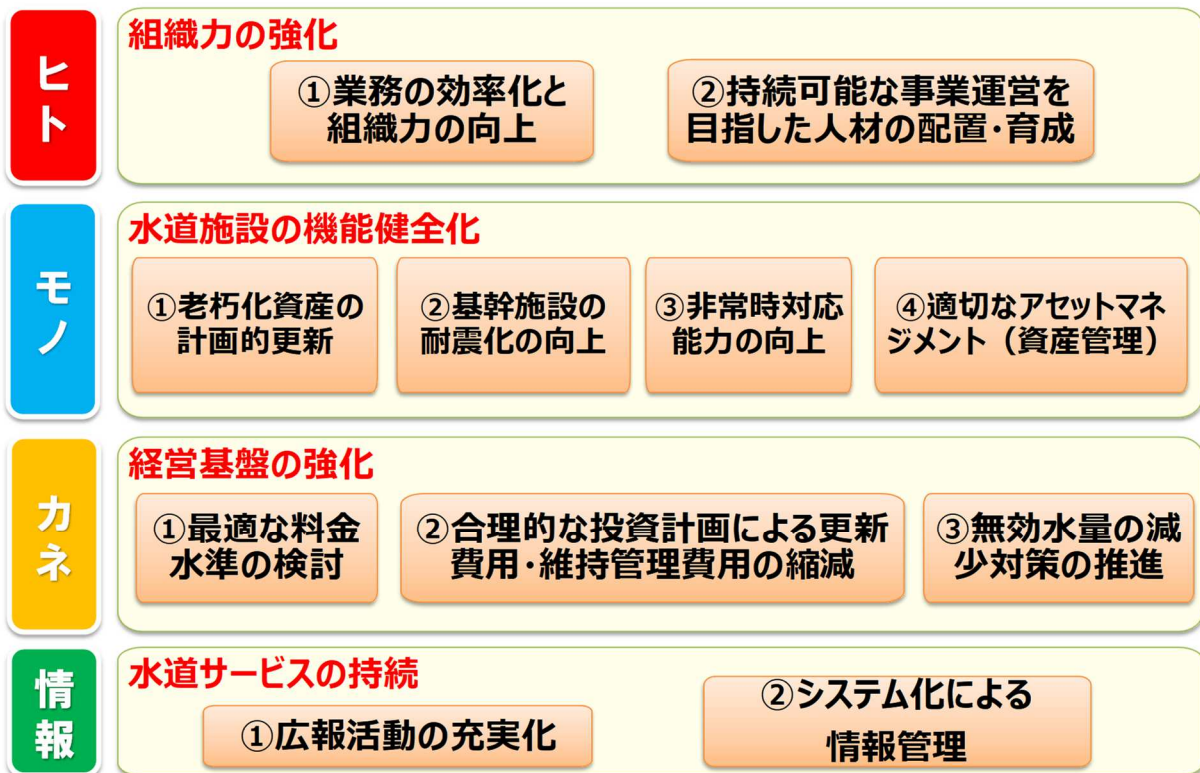 ヒト
組織力の強化
①業務の効率化と
組織力の向上
②持続可能な事業運営を
目指した人材の配置・育成
モノ
水道施設の機能健全化
①老朽化資産の
計画的更新
②基幹施設の
耐震化の向上
③非常時対応
能力の向上
④適切なアセットマネ
ジメント（資産管理）
カネ
経営基盤の強化
①最適な料金
水準の検討
②合理的な投資計画による更新
費用・維持管理費用の縮減
③無効水量の減
少対策の推進
情報
水道サービスの持続
①広報活動の充実化
②システム化による
情報管理